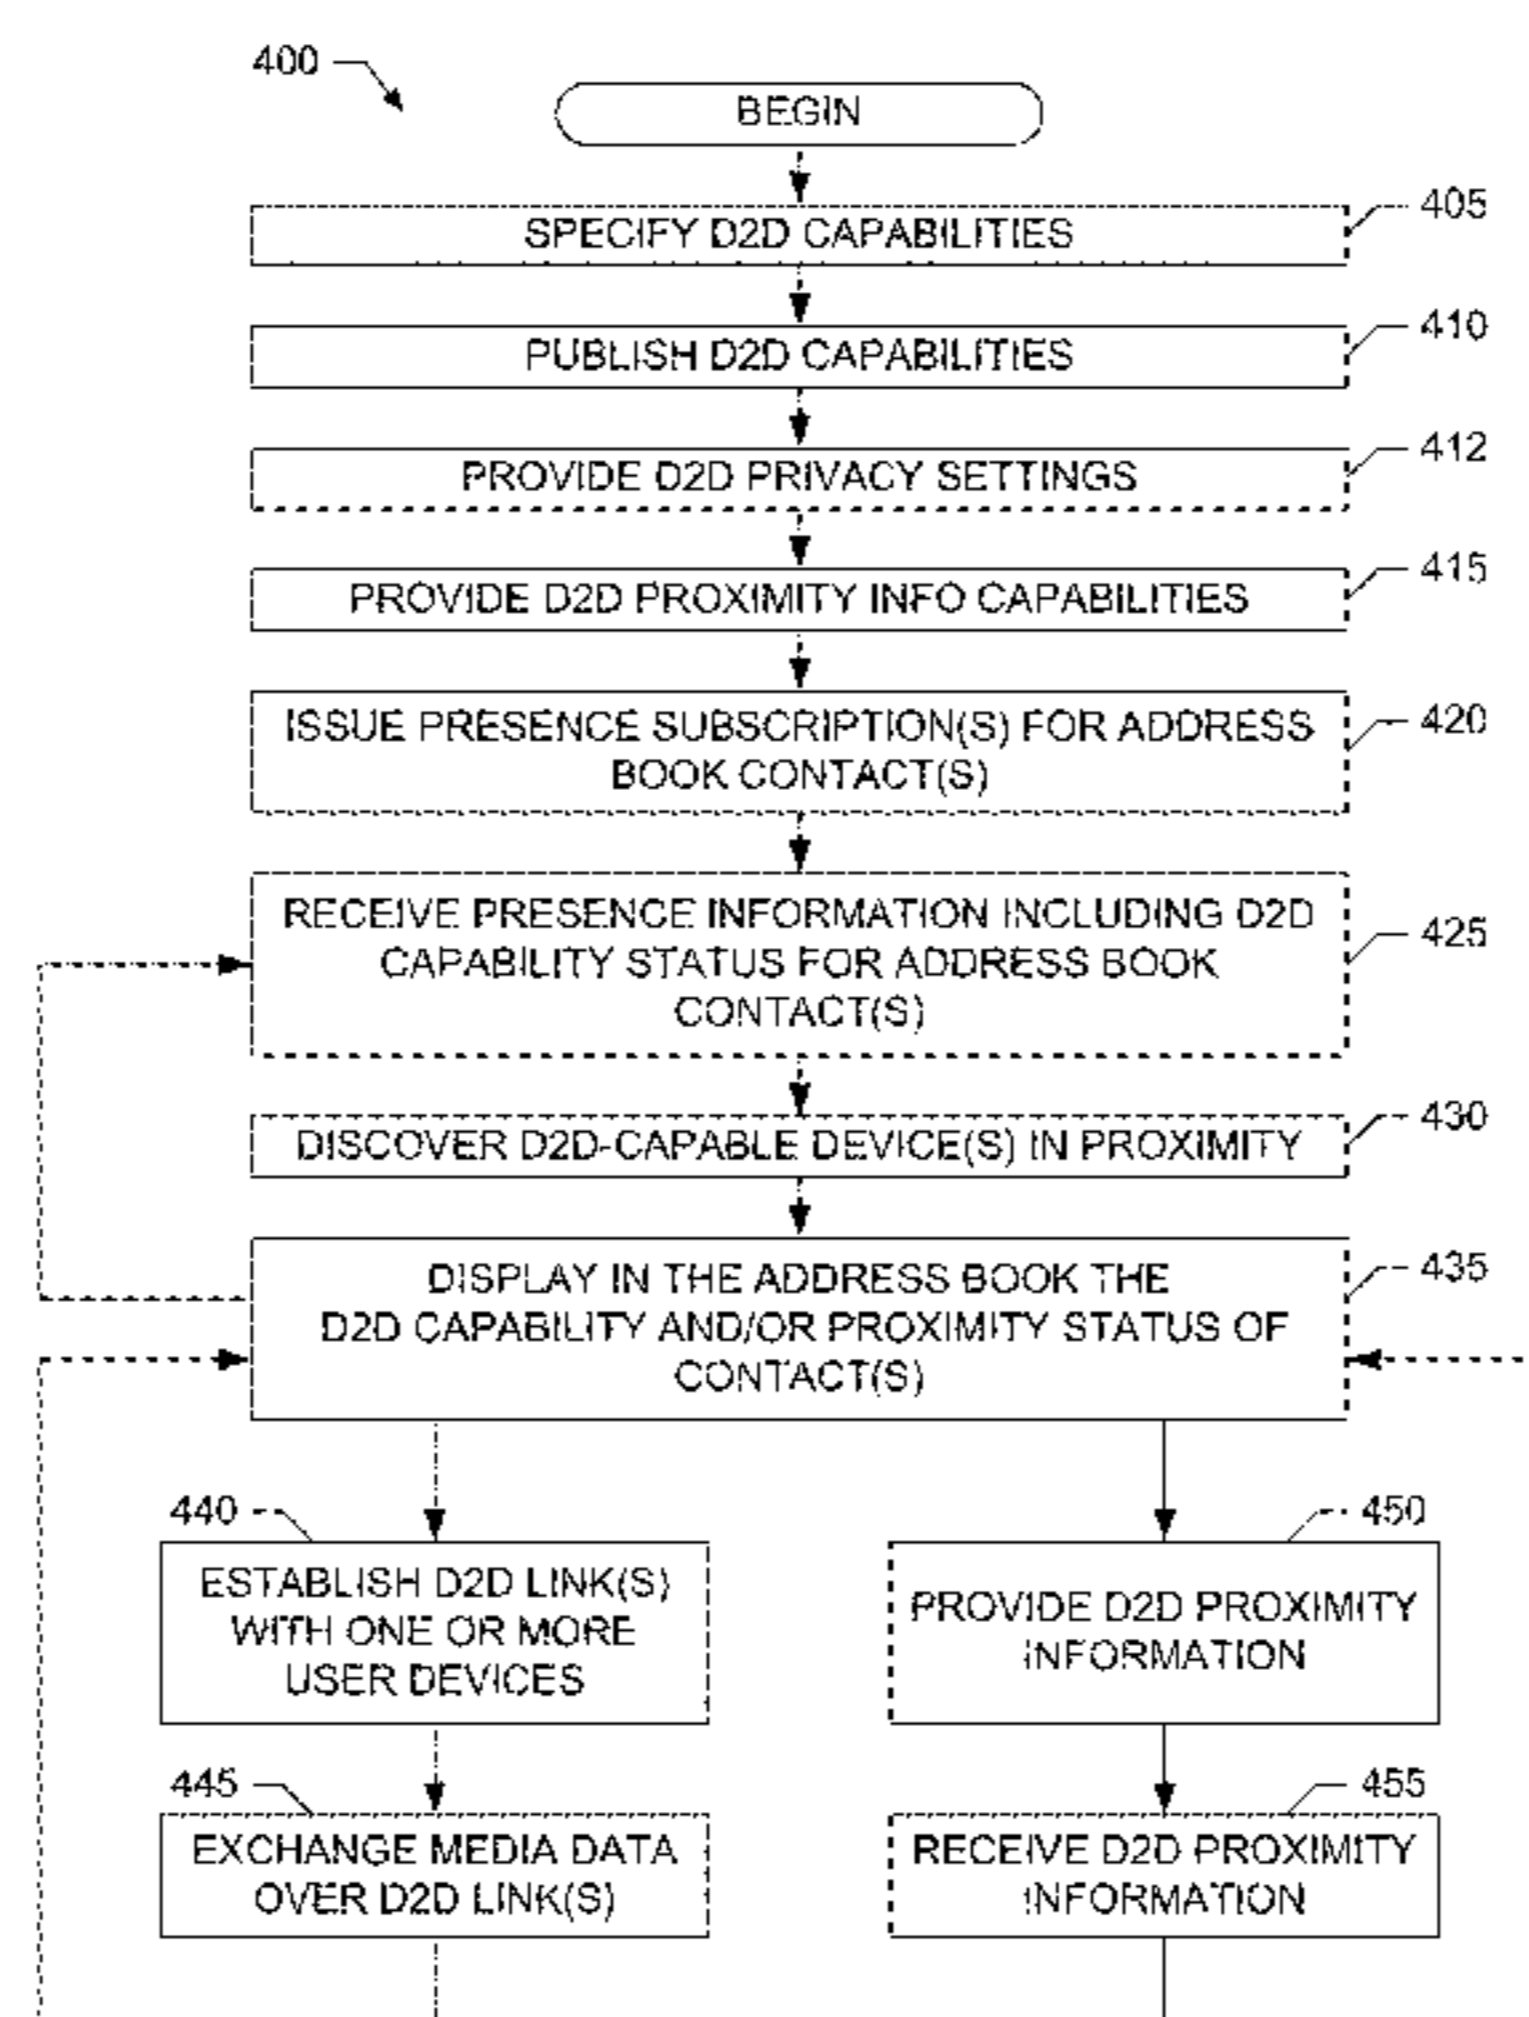 400
BEGIN
405
SPECIFY D2D CAPABILITIES
410
PUBLISH D2D CAPABILITIES
412
PROVIDE D2D PRIVACY SETTINGS
415
PROVIDE D2D PROXIMITY INFO CAPABILITIES
420
ISSUE PRESENCE SUBSCRIPTION(S) FOR ADDRESS
BOOK CONTACT(S)
425
RECEIVE PRESENCE INFORMATION INCLUDING D2D
CAPABILITY STATUS FOR ADDRESS BOOK
CONTACT(S)
430
DISCOVER D2D-CAPABLE DEVICE(S) IN PROXIMITY
435
DISPLAY IN THE ADDRESS BOOK THE
D2D CAPABILITY AND/OR PROXIMITY STATUS OF
CONTACT(S)
440
ESTABLISH D2D LINK(S)
WITH ONE OR MORE
USER DEVICES
450
PROVIDE D2D PROXIMITY
INFORMATION
445
EXCHANGE MEDIA DATA
OVER D2D LINK(S)
455
RECEIVE D2D PROXIMITY
INFORMATION